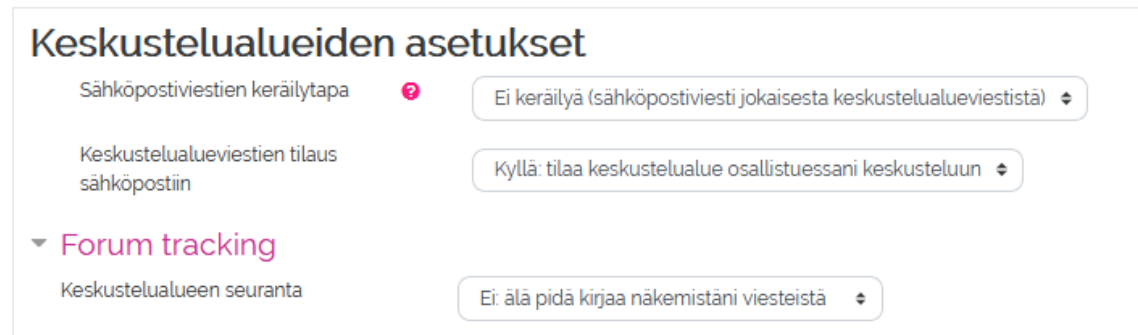 Keskustelualueiden asetukset
Sähköpostiviestien keräilytapa ? Ei keräilyä (sähköpostiviesti jokaisesta keskustelualueviestistä)
Keskustelualueviestien tilaus
sähköpostiin
Kyllä: tilaa keskustelualue osallistuessani keskusteluun
Forum tracking
Keskustelualueen seuranta Ei: älä pidä kirjaa näkemistäni viesteistä